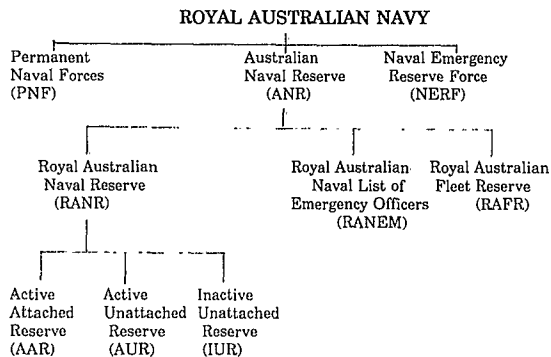 ROYAL AUSTRALIAN NAVY
Permanent
Naval Forces
(PNF)
Australian
Naval Reserve
(ANR)
Naval Emergency
Reserve Force
(NERF)
Royal Australian
Naval Reserve
(RANR)
Royal Australian
Naval List of
Emergency Officers
(RANEM)
Royal Australian
Fleet Reserve
(RAFR)
Active
Attached
Reserve
(AAR)
Active
Unattached
Reserve
(AUR)
Inactive
Unattached
Reserve
(IUR)